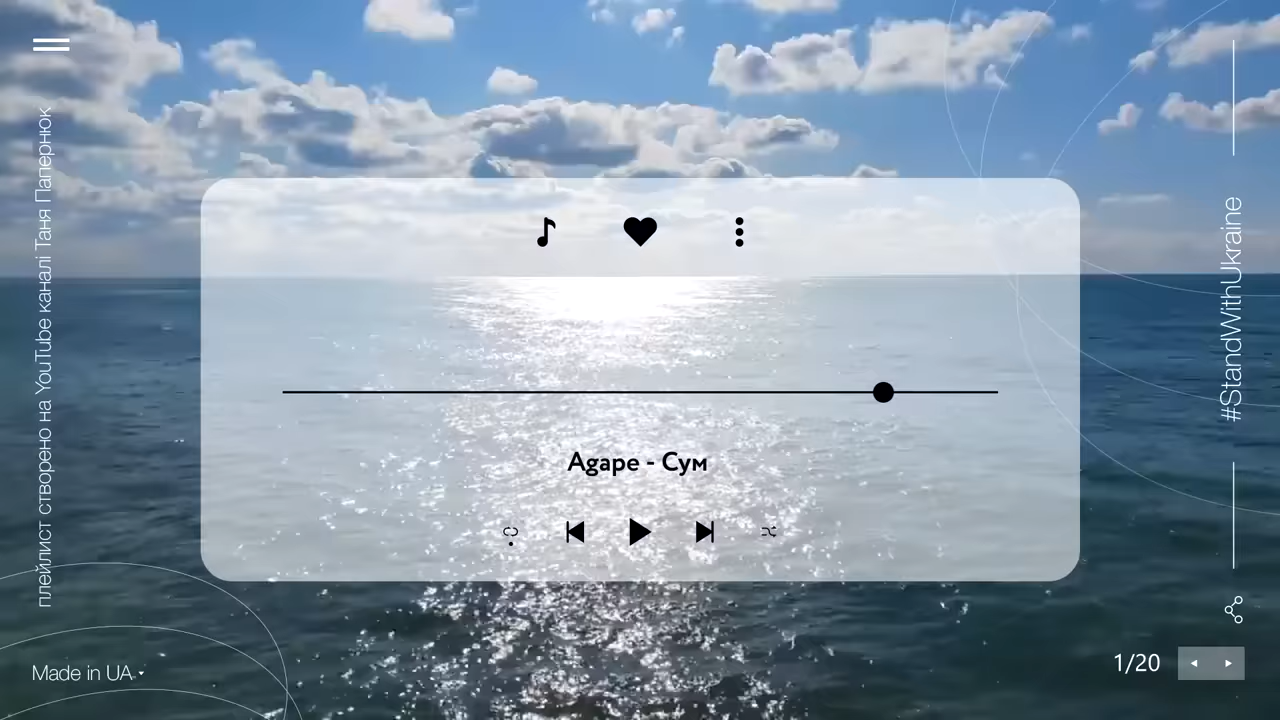 плейлист створено на YouTube каналі Таня Папернюк
#StandWithUkraine
Agape - Сум
Made in UA
1/20